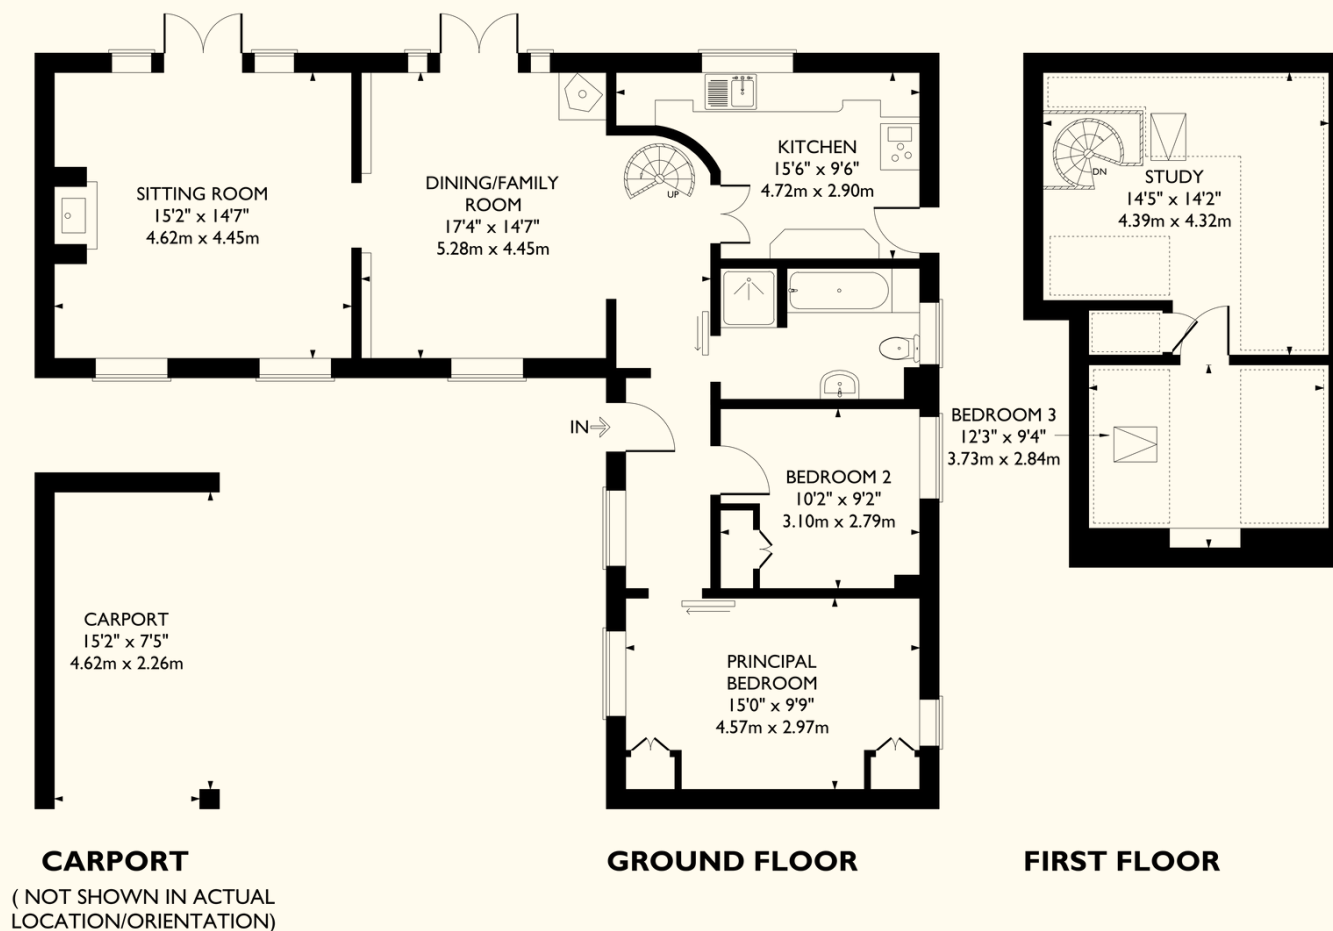 SITTING ROOM
15'2" x 14'7"
4.62m x 4.45m
DINING/FAMILY
ROOM
17'4" x 14'7"
5.28m x 4.45m
UP
KITCHEN
15'6" x 9'6"
4.72m x 2.90m
DN
STUDY
14'5" x 14'2"
4.39m x 4.32m
IN
BEDROOM 2
10'2" x 9'2"
3.10m x 2.79m
BEDROOM 3
12'3" x 9'4"
3.73m x 2.84m
CARPORT
15'2" x 7'5"
4.62m x 2.26m
PRINCIPAL
BEDROOM
15'0" x 9'9"
4.57m x 2.97m
CARPORT
( NOT SHOWN IN ACTUAL
LOCATION/ORIENTATION)
GROUND FLOOR
FIRST FLOOR